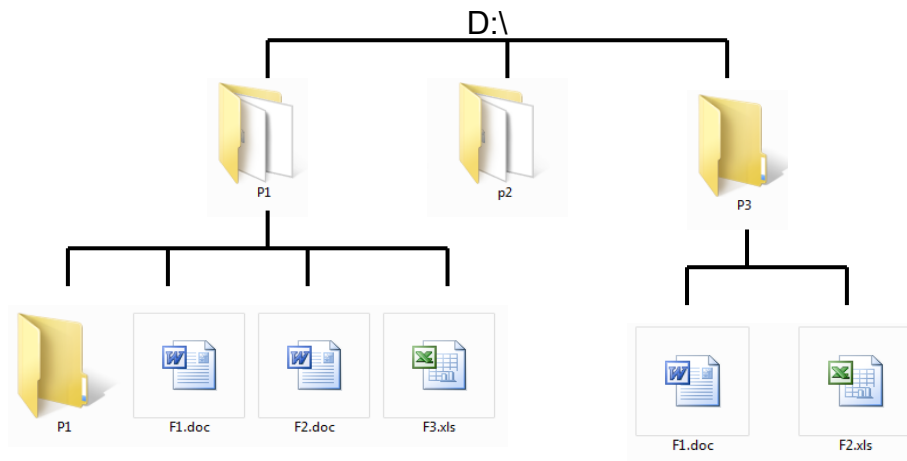 D:\
P1
p2
P3
P1
F1.doc
F2.doc
F3.xls
F1.doc
F2.xls